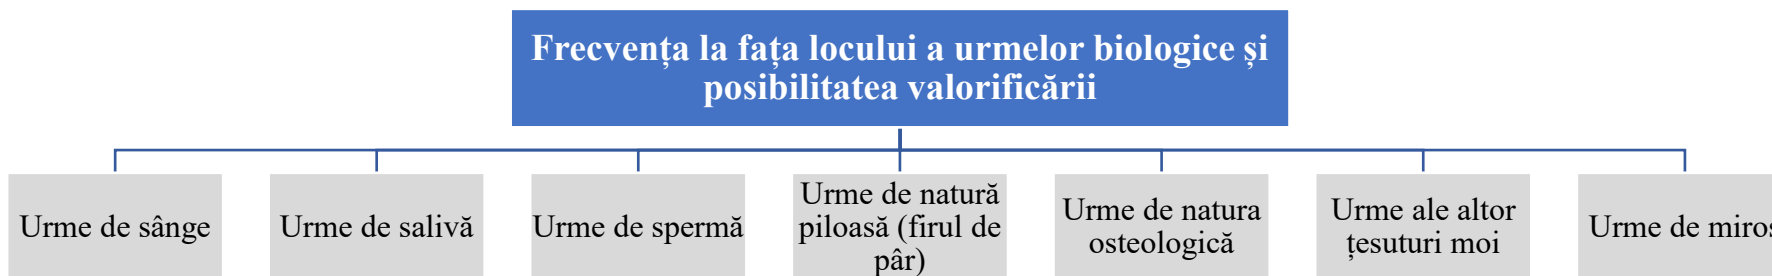 Frecvența la fața locului a urmelor biologice și
posibilitatea valorificării
Urme de sânge
Urme de salivă
Urme de spermă
Urme de natură
piloasă (firul de
pâr)
Urme de natura
osteologică
Urme ale altor
țesuturi moi
Urme de miros